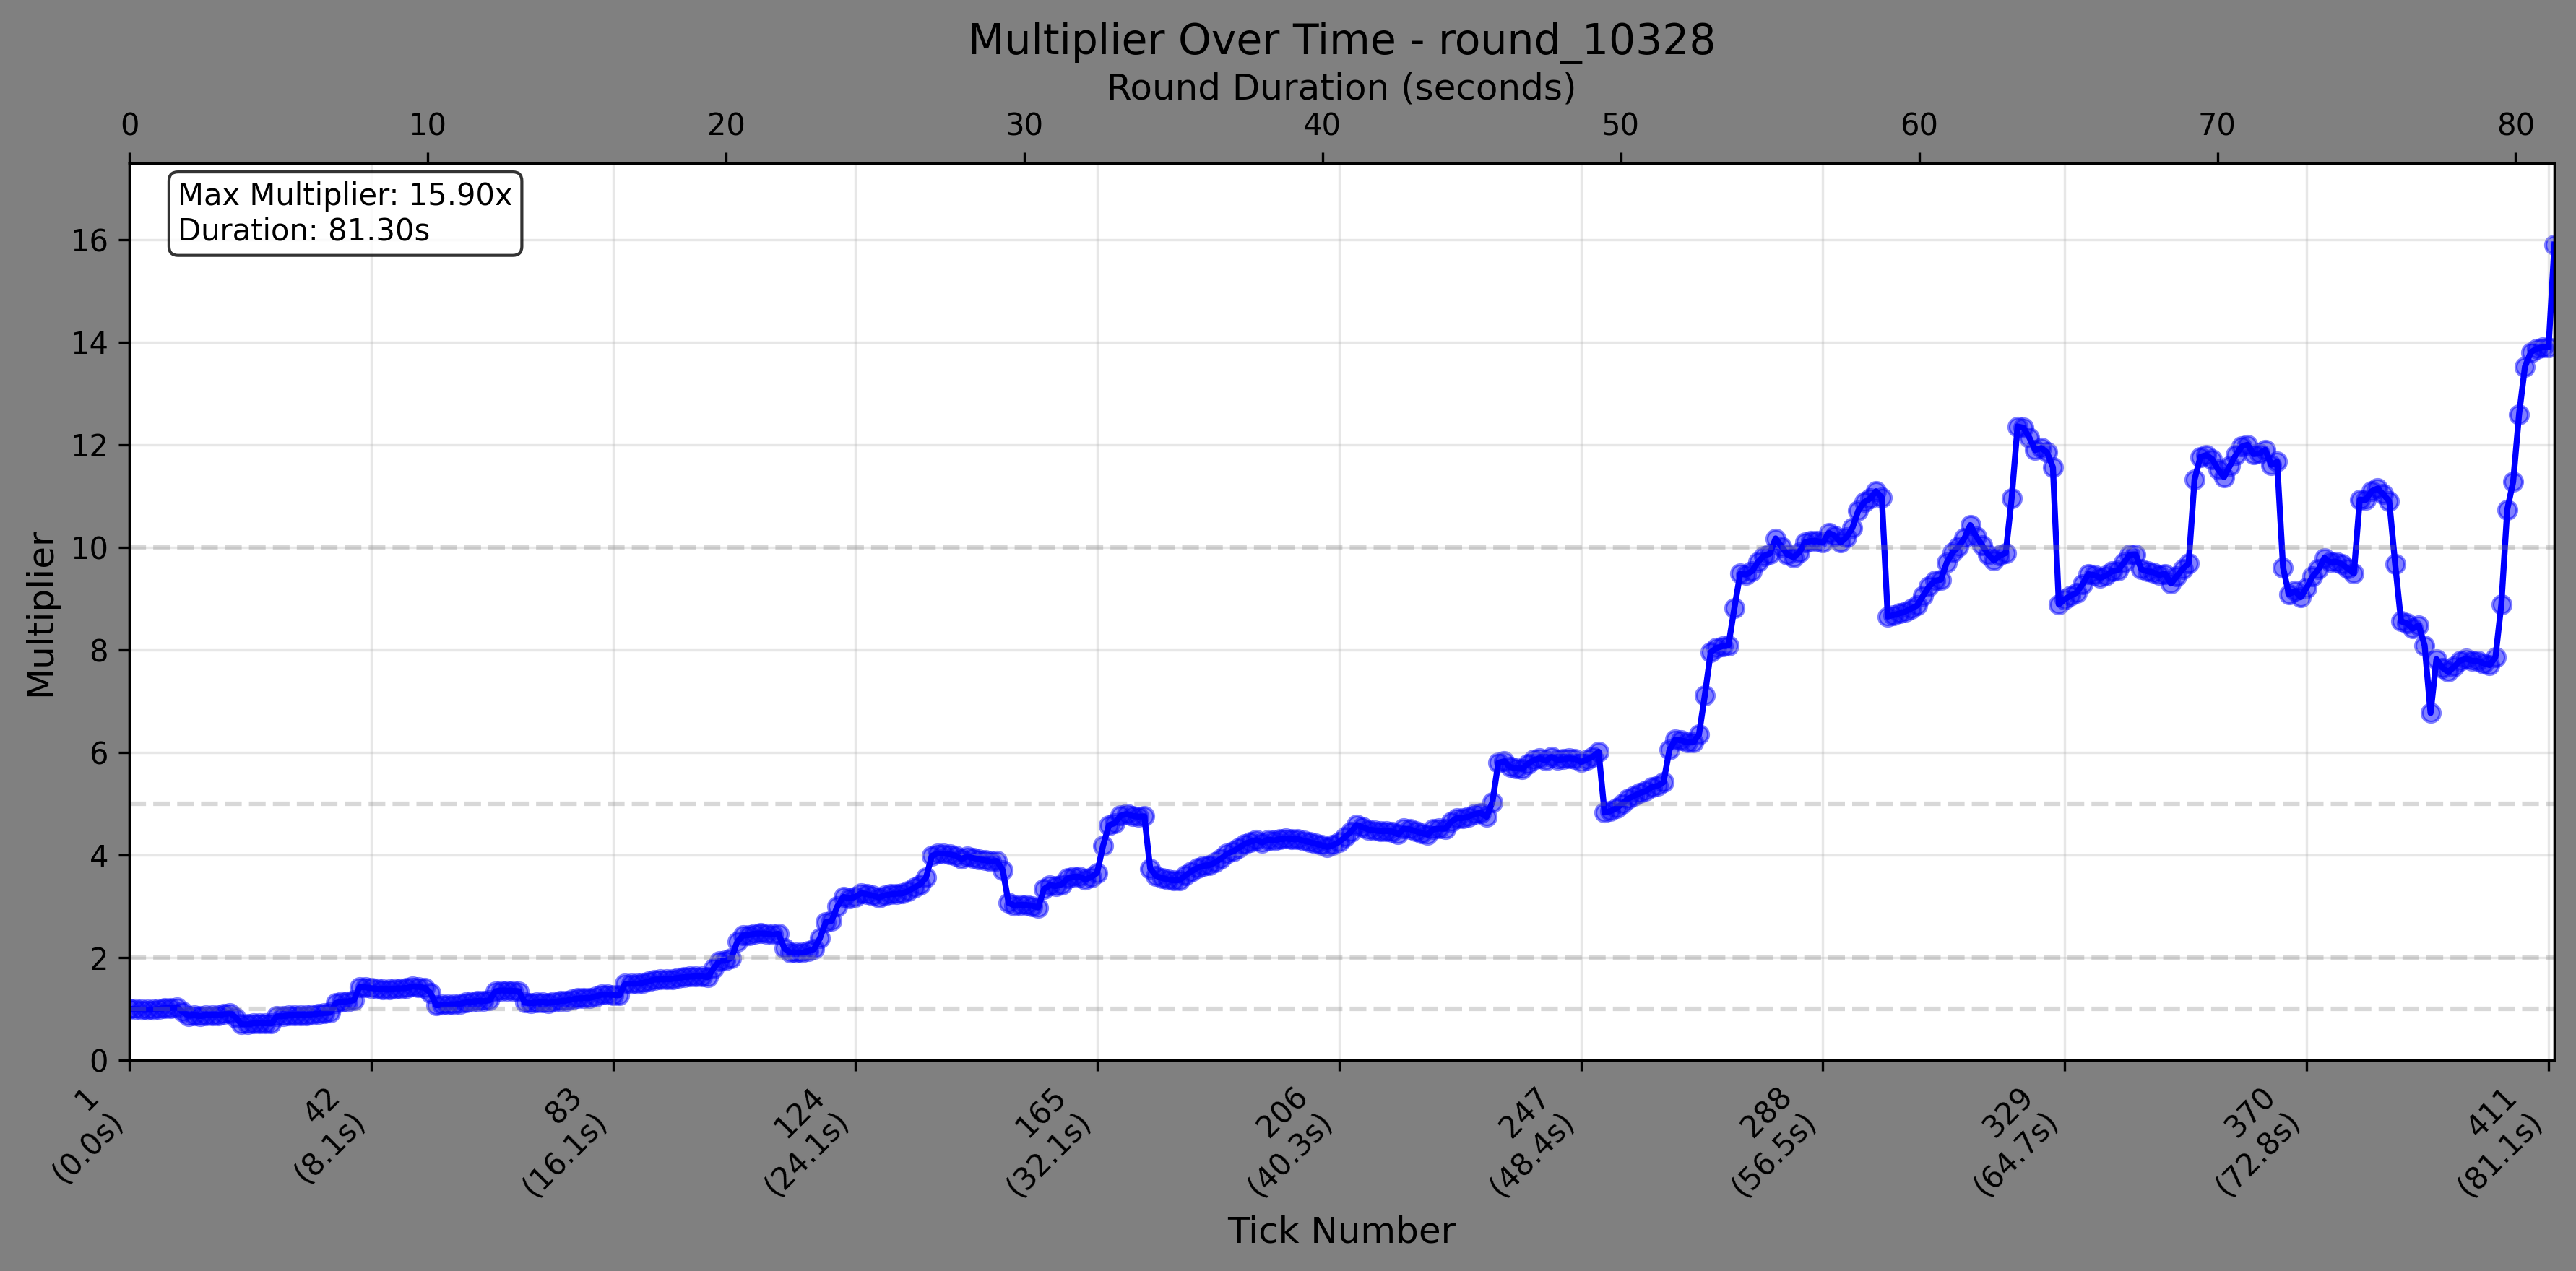 Multiplier Over Time - round_10328
Round Duration (seconds)
0 10 20 30 40 50 60 70 80
Max Multiplier: 15.90x
Duration: 81.30s
Multiplier
16
14
12
10
8
6
4
2
0
1
(0.0s)
42
(8.1s)
83
(16.1s)
124
(24.1s)
165
(32.1s)
206
(40.3s)
247
(48.4s)
288
(56.5s)
329
(64.7s)
370
(72.8s)
411
(81.1s)
Tick Number